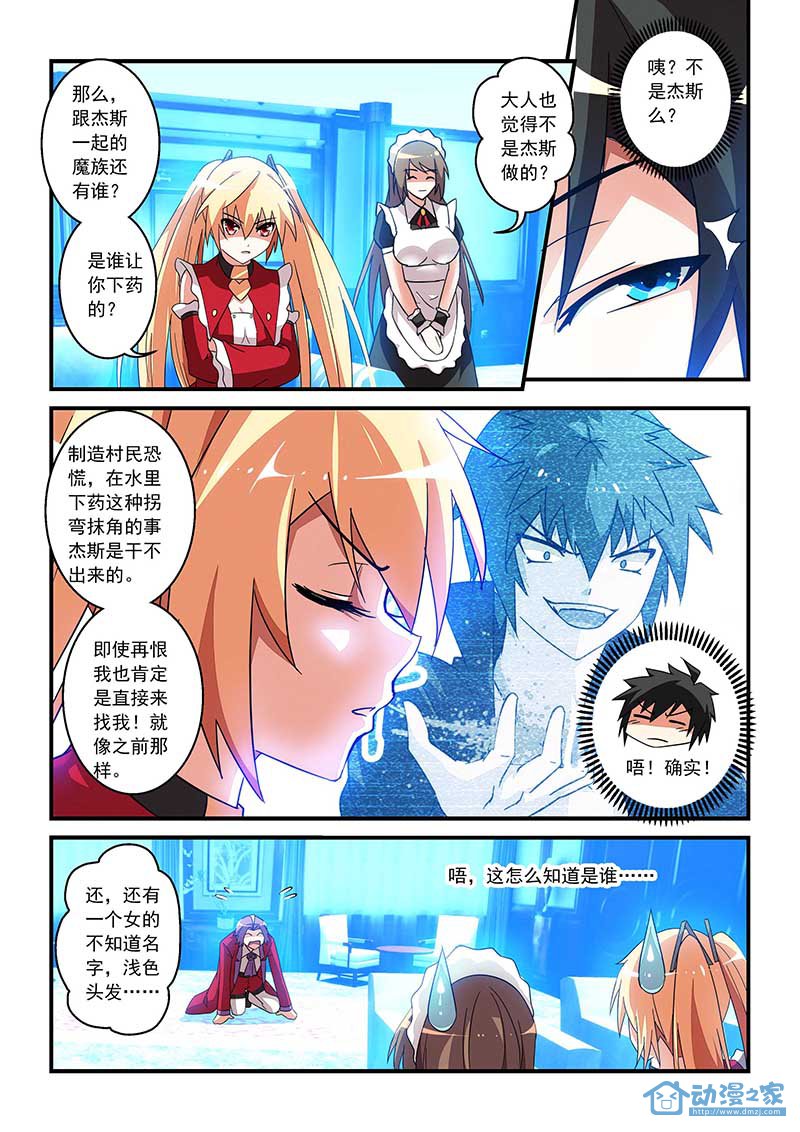 那么，
跟杰斯
一起的
魔族还
有谁？
是谁让
你下药
的？
大人也
觉得不
是杰斯
做的？
咦？不
是杰斯
么？
制造村民恐
慌，在水里
下药这种拐
弯抹角的事
杰斯是干不
出来的。
即使再恨
我也肯定
是直接来
找我！就
像之前那
样。
唔！确实！
还，还有
一个女的
不知道名
字，浅色
头发……
唔，这怎么知道是谁……
动漫之家
http://www.dmzj.com